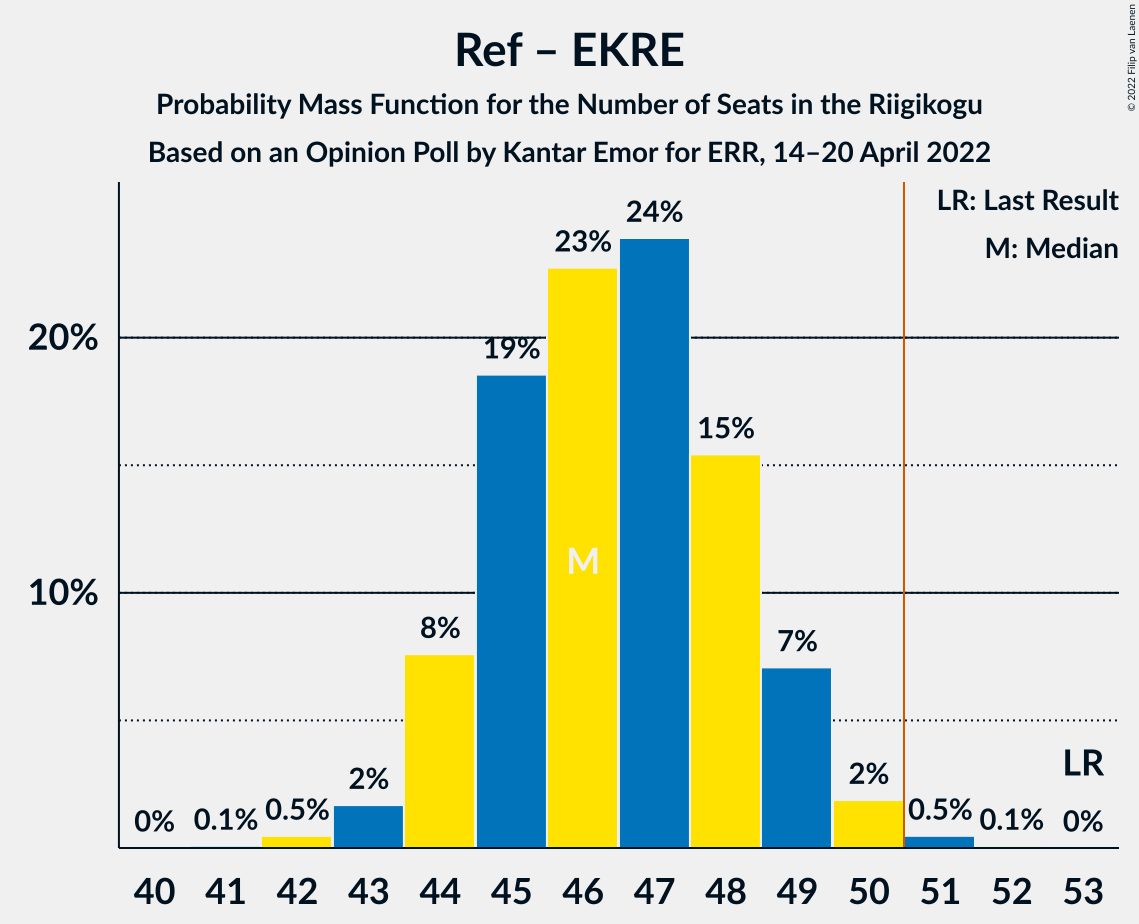 Ref – EKRE
Probability Mass Function for the Number of Seats in the Riigikogu
Based on an Opinion Poll by Kantar Emor for ERR, 14–20 April 2022
© 2022 Filip van Laenen
LR: Last Result
M: Median
20%
10%
0%
0.1%
0.5%
2%
8%
19%
23%
24%
15%
7%
2%
0.5%
0.1%
0%
M
LR
40 41 42 43 44 45 46 47 48 49 50 51 52 53